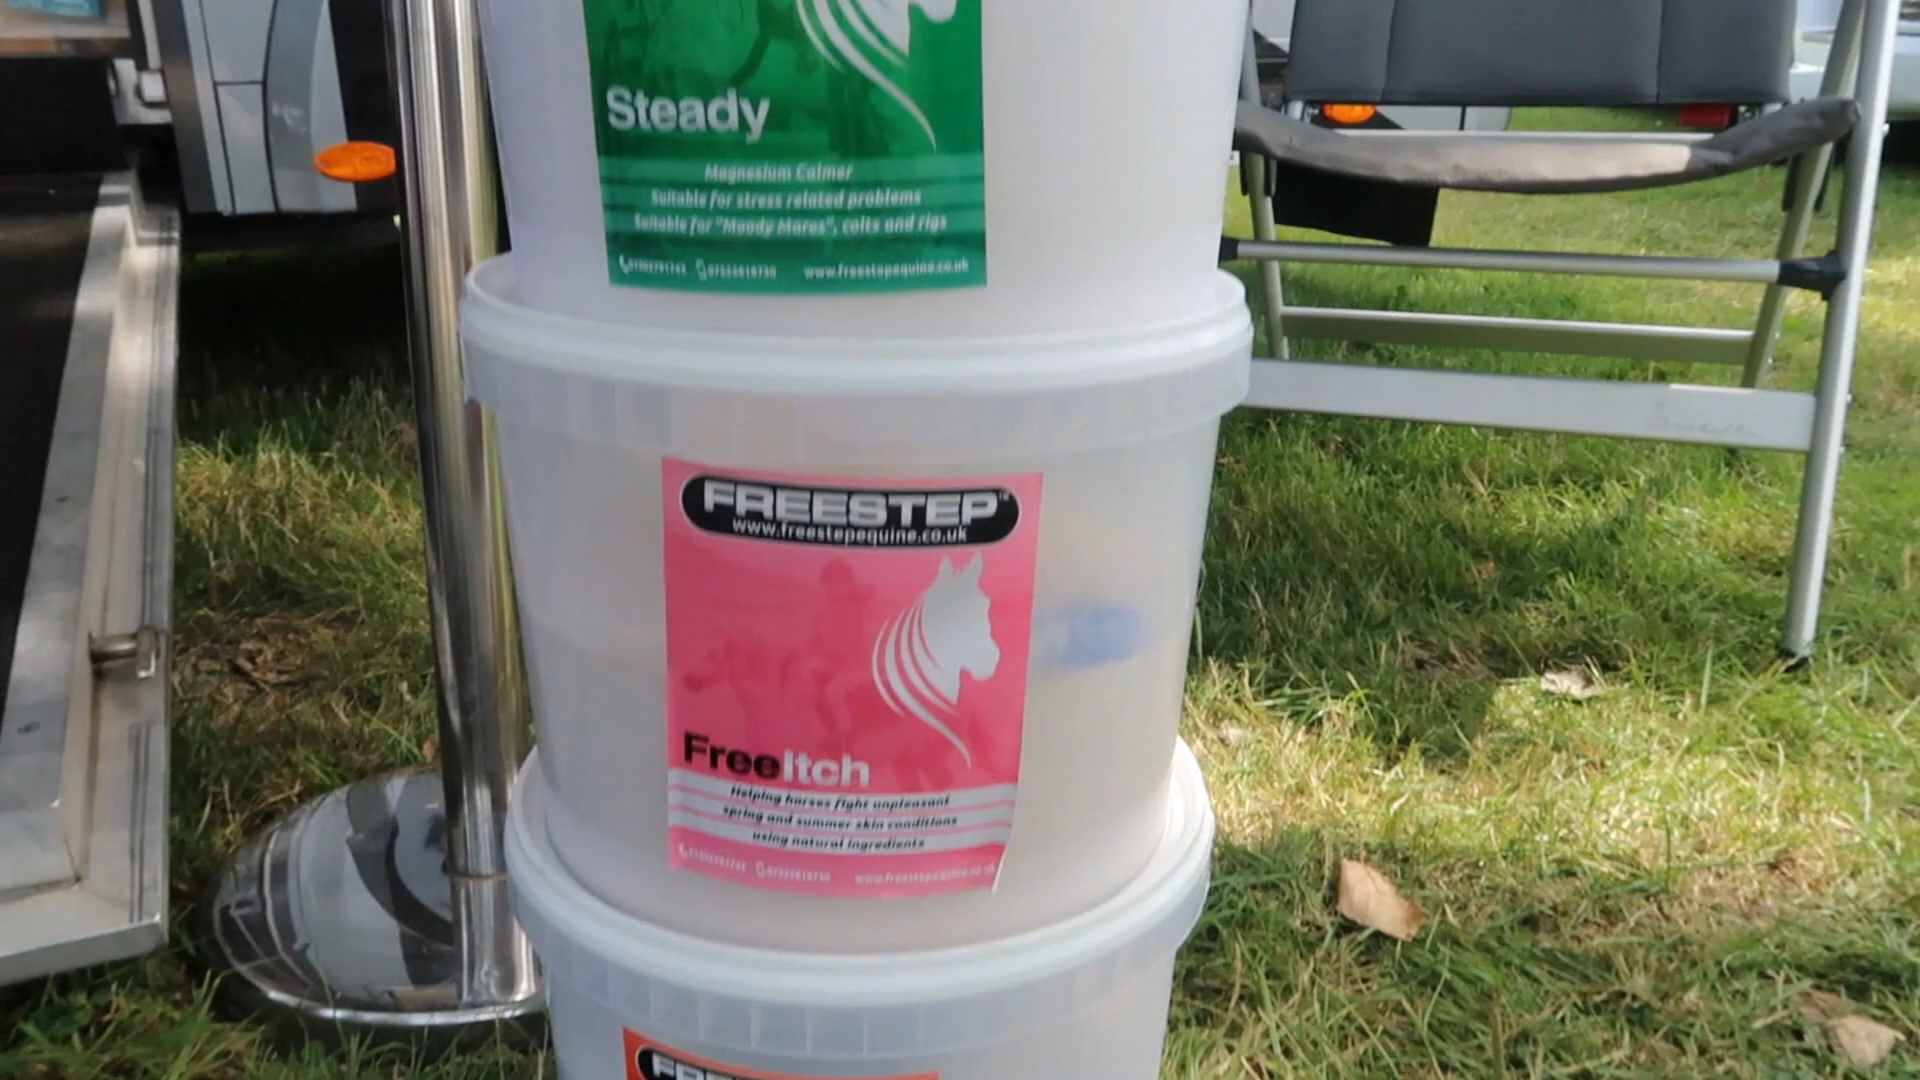 Steady
Magnesium Calmer
Suitable for stress related problems
Suitable for "Moody Mares", colts and rigs
www.freestepequine.co.uk
FREESTEP
www.freestepequine.co.uk
FreeItch
Helping horses fight unpleasant
spring and summer skin conditions
using natural ingredients
www.freestepequine.co.uk